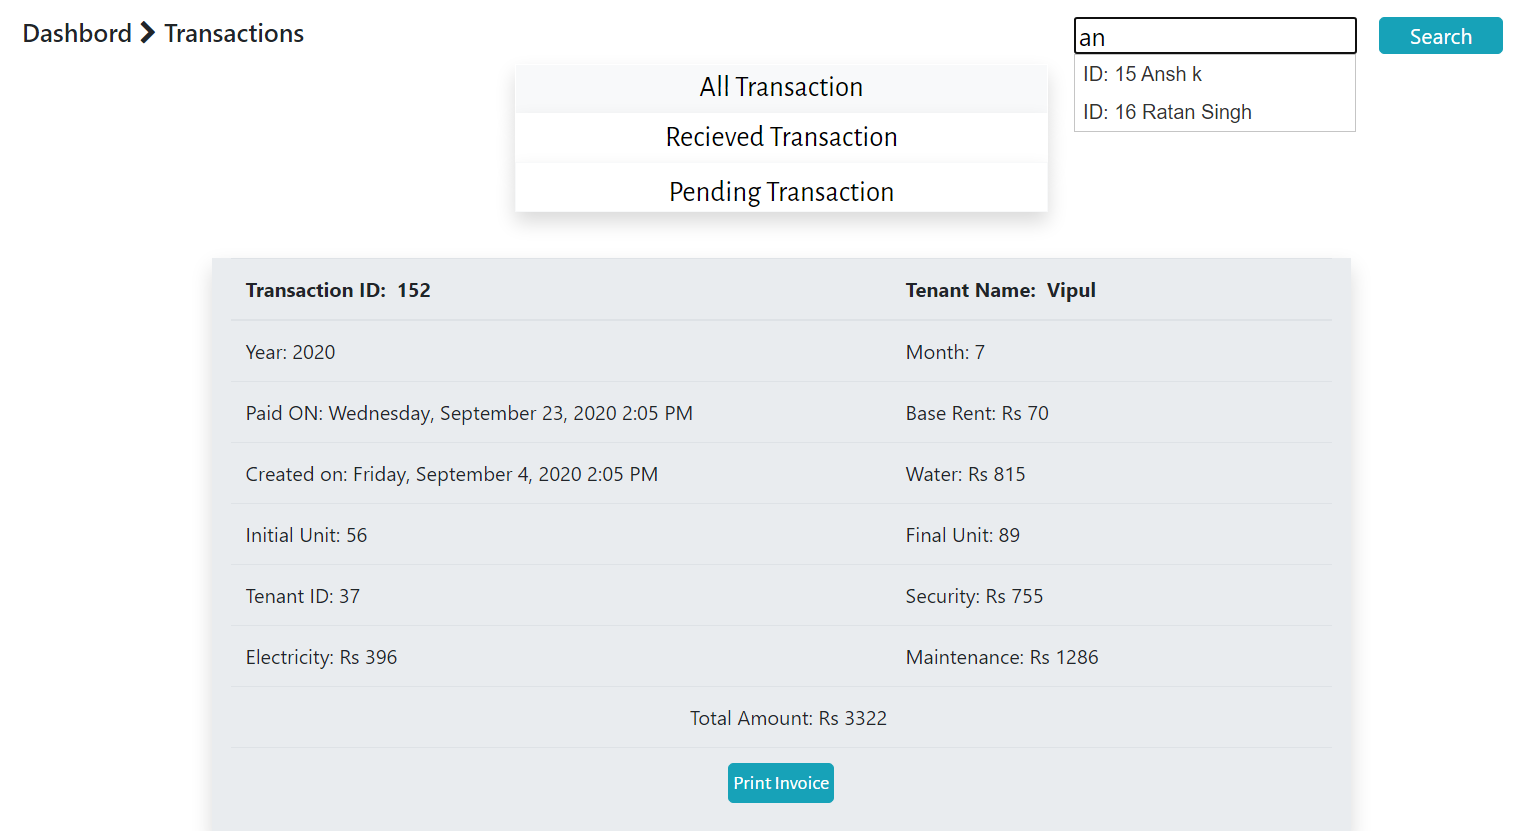 Dashbord > Transactions
an
Search
ID: 15 Ansh k
ID: 16 Ratan Singh
All Transaction
Recieved Transaction
Pending Transaction
Transaction ID: 152 Tenant Name: Vipul
Year: 2020 Month: 7
Paid ON: Wednesday, September 23, 2020 2:05 PM Base Rent: Rs 70
Created on: Friday, September 4, 2020 2:05 PM Water: Rs 815
Initial Unit: 56 Final Unit: 89
Tenant ID: 37 Security: Rs 755
Electricity: Rs 396 Maintenance: Rs 1286
Total Amount: Rs 3322
Print Invoice